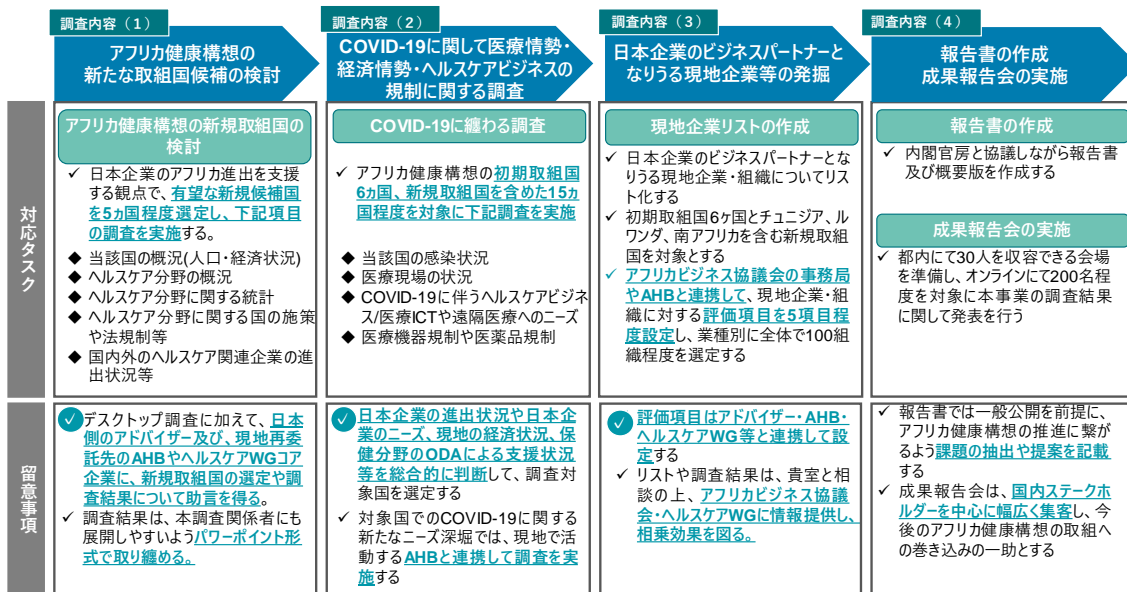 調査内容（1）
アフリカ健康構想の
新たな取組国候補の検討
調査内容（2）
COVID-19に関して医療情勢・
経済情勢・ヘルスケアビジネスの
規制に関する調査
調査内容（3）
日本企業のビジネスパートナーと
なりうる現地企業等の発掘
調査内容（4）
報告書の作成
成果報告会の実施
対応タスク
アフリカ健康構想の新規取組国の
検討
✓ 日本企業のアフリカ進出を支援
する観点で、有望な新規候補国
を5ヵ国程度選定し、下記項目
の調査を実施する。
◆ 当該国の概況(人口・経済状況)
◆ ヘルスケア分野の概況
◆ ヘルスケア分野に関する統計
◆ ヘルスケア分野に関する国の施策
や法規制等
◆ 国内外のヘルスケア関連企業の進
出状況等
COVID-19に纏わる調査
✓ アフリカ健康構想の初期取組国
6ヵ国、新規取組国を含めた15ヵ
国程度を対象に下記調査を実施
◆ 当該国の感染状況
◆ 医療現場の状況
◆ COVID-19に伴うヘルスケアビジネ
ス/医療ICTや遠隔医療へのニーズ
◆ 医療機器規制や医薬品規制
現地企業リストの作成
✓ 日本企業のビジネスパートナーとな
りうる現地企業・組織についてリス
ト化する
✓ 初期取組国6ヶ国とチュニジア、ル
ワンダ、南アフリカを含む新規取組
国を対象とする
✓ アフリカビジネス協議会の事務局
やAHBと連携して、現地企業・組
織に対する評価項目を5項目程
度設定し、業種別に全体で100組
織程度を選定する
報告書の作成
✓ 内閣官房と協議しながら報告書
及び概要版を作成する
成果報告会の実施
✓ 都内にて30人を収容できる会場
を準備し、オンラインにて200名程
度を対象に本事業の調査結果
に関して発表を行う
留意事項
✓ デスクトップ調査に加えて、日本
側のアドバイザー及び、現地再委
託先のAHBやヘルスケアWGコア
企業に、新規取組国の選定や調
査結果について助言を得る。
✓ 調査結果は、本調査関係者にも
展開しやすいようパワーポイント形
式で取り纏める。
✓ 日本企業の進出状況や日本企
業のニーズ、現地の経済状況、保
健分野のODAによる支援状況
等を総合的に判断して、調査対
象国を選定する
✓ 対象国でのCOVID-19に関する
新たなニーズ深堀では、現地で活
動するAHBと連携して調査を実
施する
✓ 評価項目はアドバイザー・AHB・
ヘルスケアWG等と連携して設
定する
✓ リストや調査結果は、貴室と相
談の上、アフリカビジネス協議
会・ヘルスケアWGに情報提供し、
相乗効果を図る。
✓ 報告書では一般公開を前提に、
アフリカ健康構想の推進に繋が
るよう課題の抽出や提案を記載
する
✓ 成果報告会は、国内ステークホ
ルダーを中心に幅広く集客し、今
後のアフリカ健康構想の取組へ
の巻き込みの一助とする